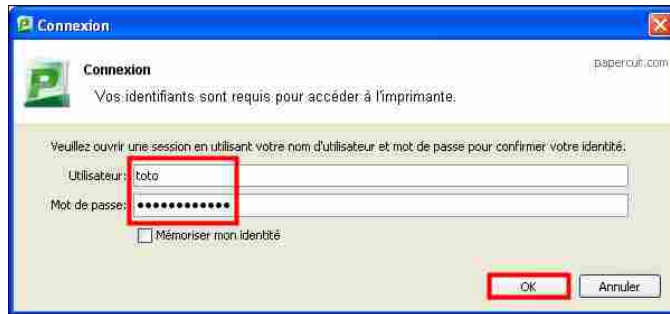 Connexion
Connexion
papercut.com
Vos identifiants sont requis pour accéder à l'imprimante.
Veuillez ouvrir une session en utilisant votre nom d'utilisateur et mot de passe pour confirmer votre identité.
Utilisateur: toto
Mot de passe: ••••••••••••
Mémoriser mon identité
OK Annuler